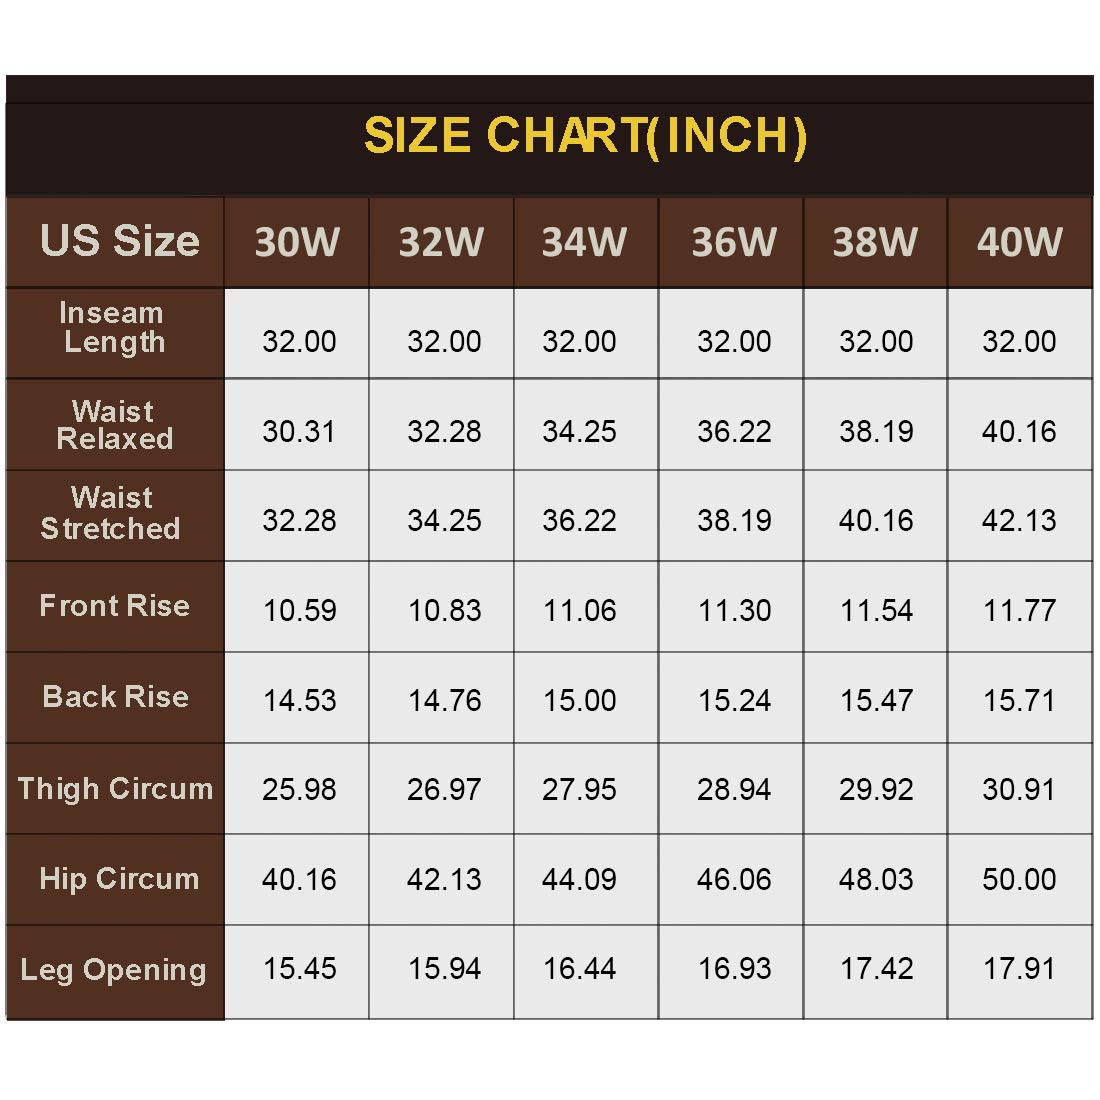 SIZE CHART(INCH)
US Size 30W 32W 34W 36W 38W 40W
Inseam
Length 32.00 32.00 32.00 32.00 32.00 32.00
Waist
Relaxed 30.31 32.28 34.25 36.22 38.19 40.16
Waist
Stretched 32.28 34.25 36.22 38.19 40.16 42.13
Front Rise 10.59 10.83 11.06 11.30 11.54 11.77
Back Rise 14.53 14.76 15.00 15.24 15.47 15.71
Thigh Circum 25.98 26.97 27.95 28.94 29.92 30.91
Hip Circum 40.16 42.13 44.09 46.06 48.03 50.00
Leg Opening 15.45 15.94 16.44 16.93 17.42 17.91